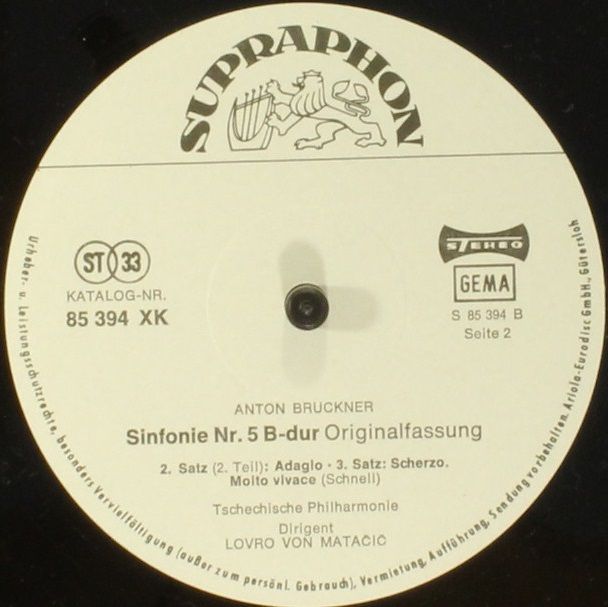 SUPRAPHON
ST 33
KATALOG-NR.
85 394 XK
STEREO
GEMA
S 85 394 B
Seite 2
ANTON BRUCKNER
Sinfonie Nr. 5 B-dur Originalfassung
2. Satz (2. Teil): Adagio · 3. Satz: Scherzo.
Molto vivace (Schnell)
Tschechische Philharmonie
Dirigent
LOVRO VON MATAČIČ
Urheber- u. Leistungsschutzrechte, besonders Vervielfältigung (außer zum persönl. Gebrauch), Vermietung, Aufführung, Sendung vorbehalten. Ariola-Eurodisc GmbH., Gütersloh